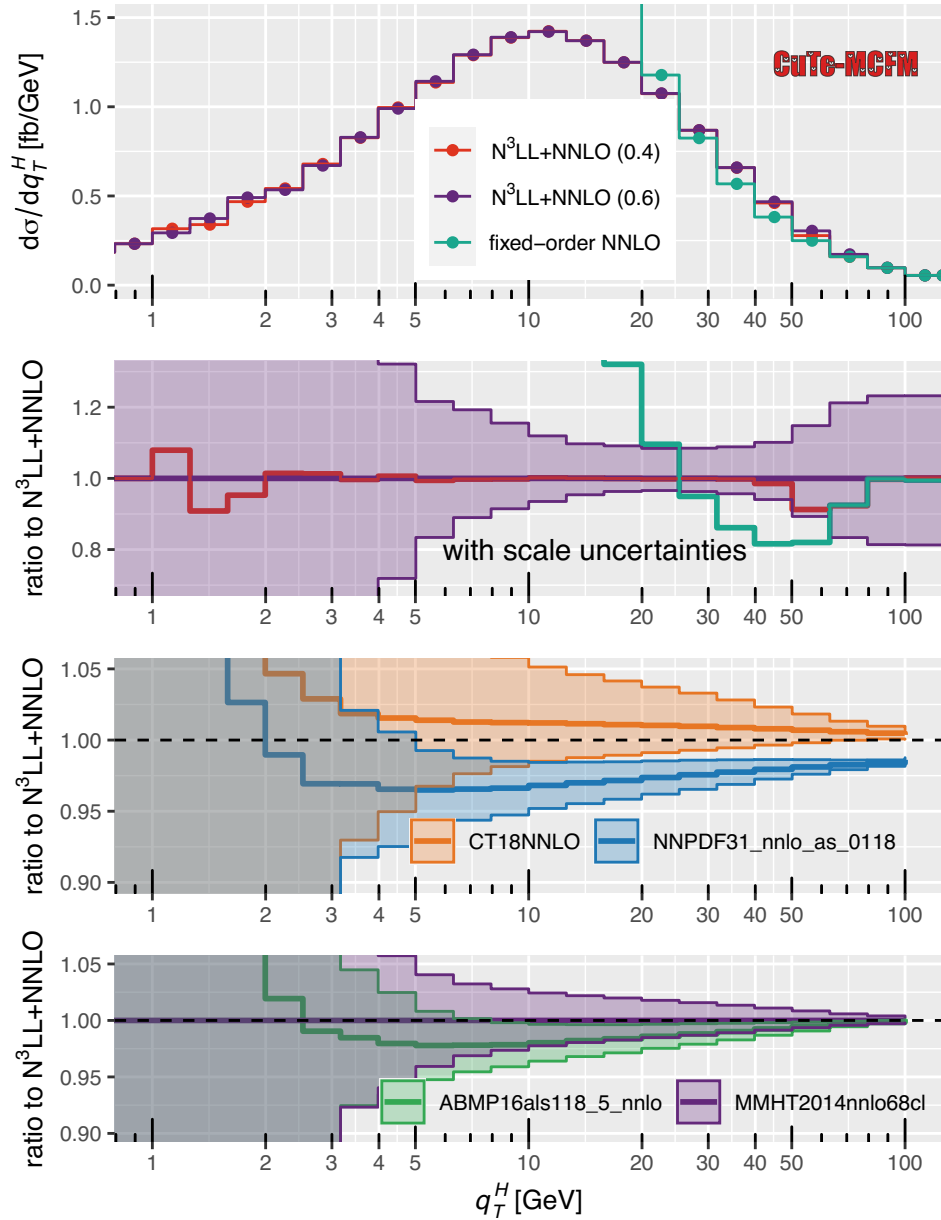 CuTe-MCFM
dσ/dq_T^H [fb/GeV]
1.5
1.0
0.5
0.0
N³LL+NNLO (0.4)
N³LL+NNLO (0.6)
fixed−order NNLO
1 2 3 4 5 10 20 30 40 50 100
ratio to N³LL+NNLO
1.2
1.0
0.8
with scale uncertainties
1 2 3 4 5 10 20 30 40 50 100
ratio to N³LL+NNLO
1.05
1.00
0.95
0.90
CT18NNLO NNPDF31_nnlo_as_0118
1 2 3 4 5 10 20 30 40 50 100
ratio to N³LL+NNLO
1.05
1.00
0.95
0.90
ABMP16als118_5_nnlo MMHT2014nnlo68cl
1 2 3 4 5 10 20 30 40 50 100
q_T^H [GeV]